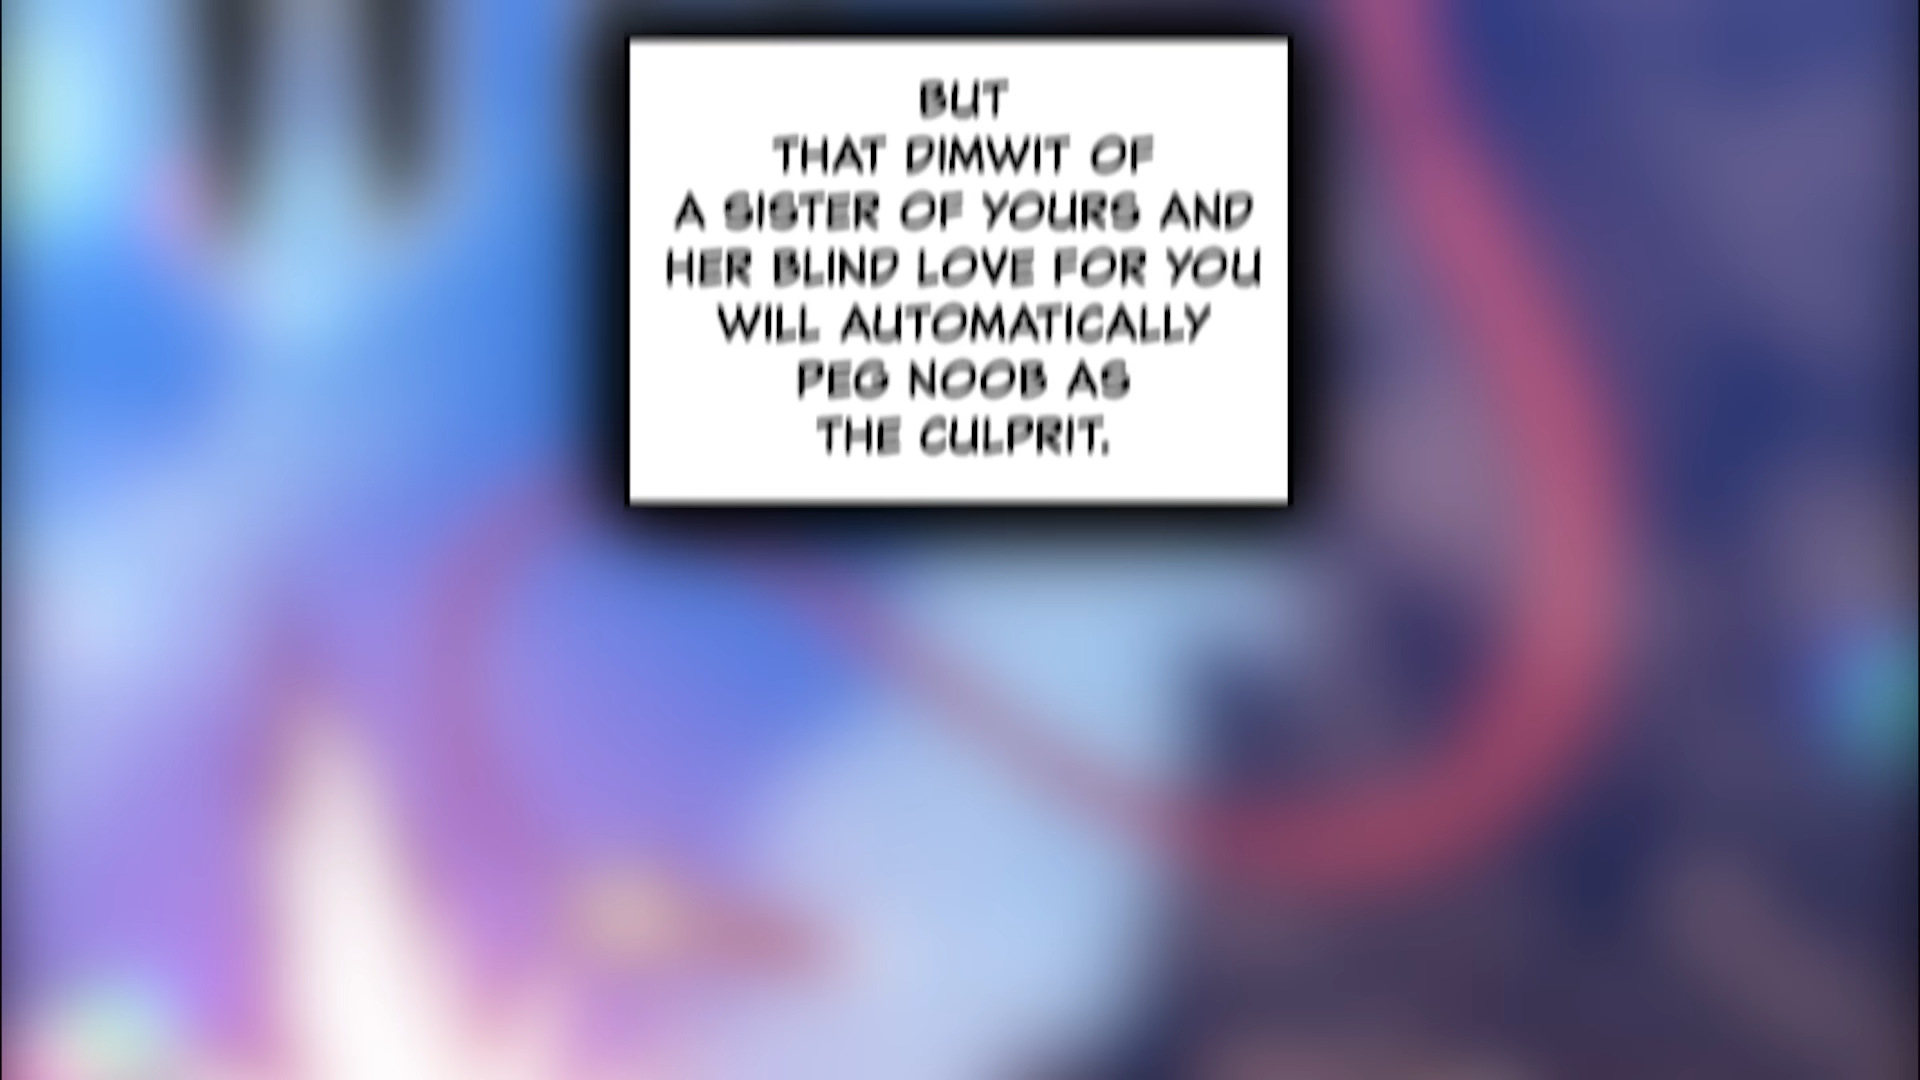 BUT
THAT DIMWIT OF
A SISTER OF YOURS AND
HER BLIND LOVE FOR YOU
WILL AUTOMATICALLY
PEG NOOB AS
THE CULPRIT.